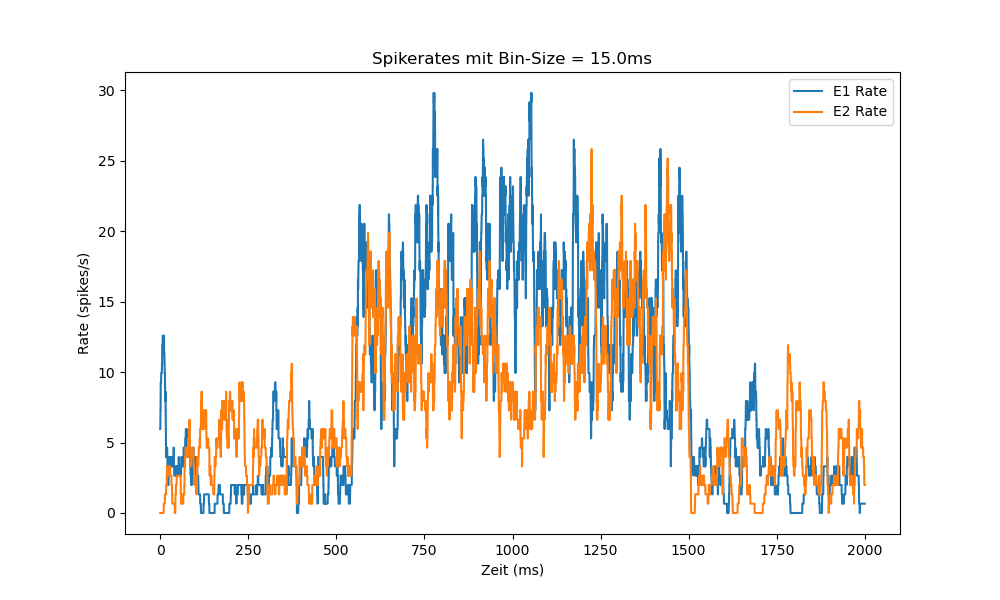 Spikerates mit Bin-Size = 15.0ms
E1 Rate
E2 Rate
30
25
20
15
10
5
0
Rate (spikes/s)
0 250 500 750 1000 1250 1500 1750 2000
Zeit (ms)